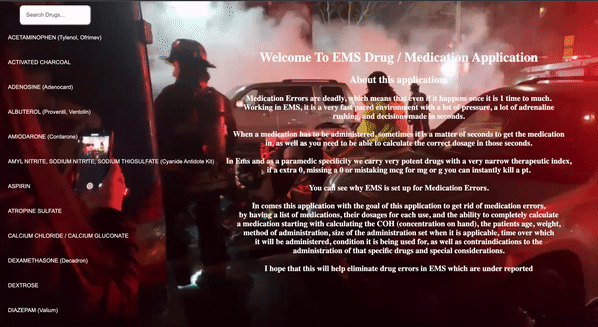 Search Drugs...
ACETAMINOPHEN (Tylenol, Ofrimev)
ACTIVATED CHARCOAL
ADENOSINE (Adenocard)
ALBUTEROL (Proventil, Ventolin)
AMIODARONE (Cordarone)
AMYL NITRITE, SODIUM NITRITE, SODIUM THIOSULFATE (Cyanide Antidote Kit)
ASPIRIN
ATROPINE SULFATE
CALCIUM CHLORIDE / CALCIUM GLUCONATE
DEXAMETHASONE (Decadron)
DEXTROSE
DIAZEPAM (Valium)
Welcome To EMS Drug / Medication Application
About this application
Medication Errors are deadly, which means that even if it happens once it is 1 time to much.
Working in EMS, it is a very fast paced environment with a lot of pressure, a lot of adrenaline
rushing, and decisions made in seconds.
When a medication has to be administered, sometimes it is a matter of seconds to get the medication
in, as well as you need to be able to calculate the correct dosage in those seconds.
In Ems and as a paramedic specificity we carry very potent drugs with a very narrow therapeutic index,
if a extra 0, missing a 0 or mistaking mcg for mg or g you can instantly kill a pt.
You can see why EMS is set up for Medication Errors.
In comes this application with the goal of this application to get rid of medication errors,
by having a list of medications, their dosages for each use, and the ability to completely calculate
a medication starting with calculating the COH (concentration on hand), the patients age, weight,
method of administration, size of the administration set when it is applicable, time over which
it will be administered, condition it is being used for, as well as contraindications to the
administration of that specific drugs and special considerations.
I hope that this will help eliminate drug errors in EMS which are under reported